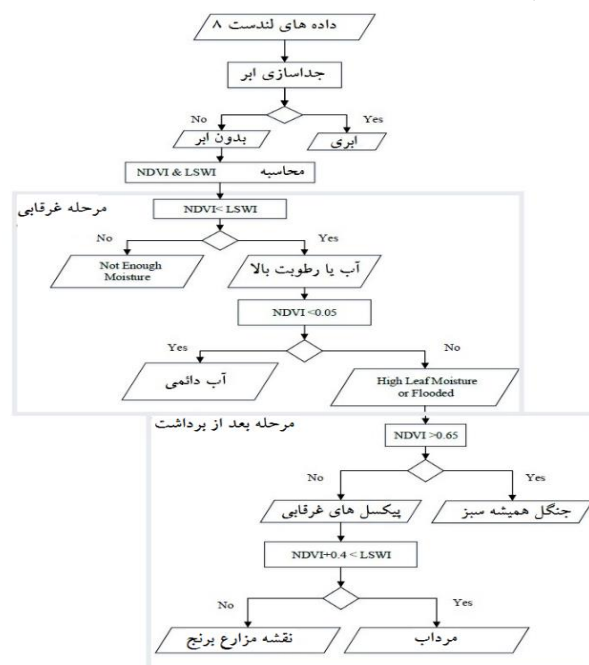 داده های لندست ۸
جداسازی ابر
No
Yes
بدون ابر
ابری
محاسبه NDVI & LSWI
مرحله غرقابی
NDVI< LSWI
No
Yes
Not Enough
Moisture
آب یا رطوبت بالا
NDVI <0.05
Yes
No
آب دائمی
High Leaf Moisture
or Flooded
مرحله بعد از برداشت
NDVI >0.65
No
Yes
پیکسل های غرقابی
جنگل همیشه سبز
NDVI+0.4 < LSWI
No
Yes
نقشه مزارع برنج
مرداب